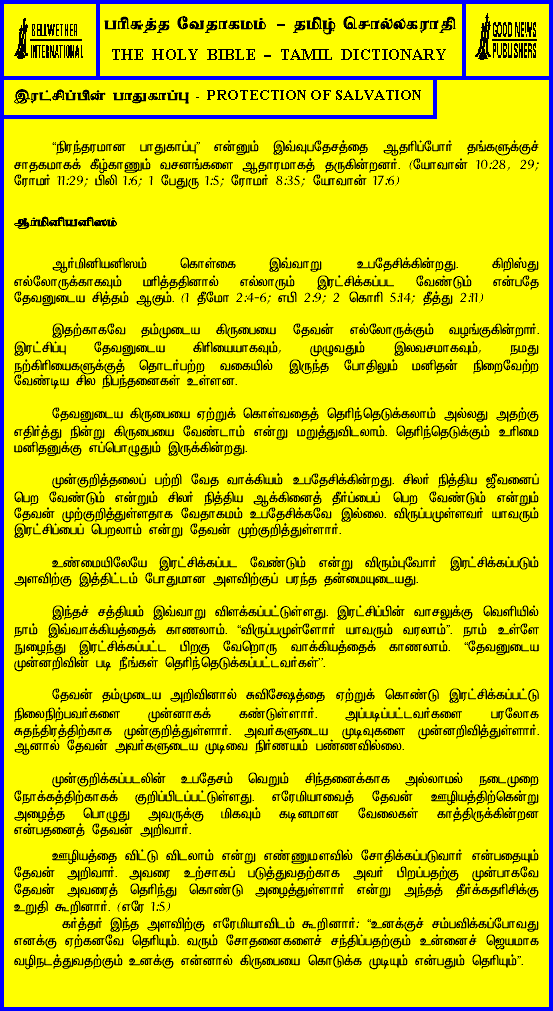 BELLWETHER
INTERNATIONAL
பரிசுத்த வேதாகமம் – தமிழ் சொல்லகராதி
THE HOLY BIBLE – TAMIL DICTIONARY
GOOD NEWS
PUBLISHERS
இரட்சிப்பின் பாதுகாப்பு - PROTECTION OF SALVATION
“நிரந்தரமான பாதுகாப்பு” என்னும் இவ்வுபதேசத்தை ஆதரிப்போர் தங்களுக்குச்
சாதகமாகக் கீழ்காணும் வசனங்களை ஆதாரமாகத் தருகின்றனர். (யோவான் 10:28, 29;
ரோமர் 11:29; பிலி 1:6; 1 பேதுரு 1:5; ரோமர் 8:35; யோவான் 17:6)
ஆர்மினியனிஸம்
ஆர்மினியனிஸம் கொள்கை இவ்வாறு உபதேசிக்கின்றது. கிறிஸ்து
எல்லோருக்காகவும் மரித்ததினால் எல்லாரும் இரட்சிக்கப்பட வேண்டும் என்பதே
தேவனுடைய சித்தம் ஆகும். (1 தீமோ 2:4-6; எபி 2:9; 2 கொரி 5:14; தீத்து 2:11)
இதற்காகவே தம்முடைய கிருபையை தேவன் எல்லோருக்கும் வழங்குகின்றார்.
இரட்சிப்பு தேவனுடைய கிரியையாகவும், முழுவதும் இலவசமாகவும், நமது
நற்கிரியைகளுக்குத் தொடர்பற்ற வகையில் இருந்த போதிலும் மனிதன் நிறைவேற்ற
வேண்டிய சில நிபந்தனைகள் உள்ளன.
தேவனுடைய கிருபையை ஏற்றுக் கொள்வதைத் தெரிந்தெடுக்கலாம் அல்லது அதற்கு
எதிர்த்து நின்று கிருபையை வேண்டாம் என்று மறுத்துவிடலாம். தெரிந்தெடுக்கும் உரிமை
மனிதனுக்கு எப்பொழுதும் இருக்கின்றது.
முன்குறித்தலைப் பற்றி வேத வாக்கியம் உபதேசிக்கின்றது. சிலர் நித்திய ஜீவனைப்
பெற வேண்டும் என்றும் சிலர் நித்திய ஆக்கினைத் தீர்ப்பைப் பெற வேண்டும் என்றும்
தேவன் முற்குறித்துள்ளதாக வேதாகமம் உபதேசிக்கவே இல்லை. விருப்பமுள்ளவர் யாவரும்
இரட்சிப்பைப் பெறலாம் என்று தேவன் முற்குறித்துள்ளார்.
உண்மையிலேயே இரட்சிக்கப்பட வேண்டும் என்று விரும்புவோர் இரட்சிக்கப்படும்
அளவிற்கு இத்திட்டம் போதுமான அளவிற்குப் பரந்த தன்மையுடையது.
இந்தச் சத்தியம் இவ்வாறு விளக்கப்பட்டுள்ளது. இரட்சிப்பின் வாசலுக்கு வெளியில்
நாம் இவ்வாக்கியத்தைக் காணலாம். “விருப்பமுள்ளோர் யாவரும் வரலாம்”. நாம் உள்ளே
நுழைந்து இரட்சிக்கப்பட்ட பிறகு வேறொரு வாக்கியத்தைக் காணலாம். “தேவனுடைய
முன்னறிவின் படி நீங்கள் தெரிந்தெடுக்கப்பட்டவர்கள்”.
தேவன் தம்முடைய அறிவினால் சுவிசேஷத்தை ஏற்றுக் கொண்டு இரட்சிக்கப்பட்டு
நிலைநிற்பவர்களை முன்னாகக் கண்டுள்ளார். அப்படிப்பட்டவர்களை பரலோக
சுதந்திரத்திற்காக முன்குறித்துள்ளார். அவர்களுடைய முடிவுகளை முன்னறிவித்துள்ளார்.
ஆனால் தேவன் அவர்களுடைய முடிவை நிர்ணயம் பண்ணவில்லை.
முன்குறிக்கப்படலின் உபதேசம் வெறும் சிந்தனைக்காக அல்லாமல் நடைமுறை
நோக்கத்திற்காகக் குறிப்பிடப்பட்டுள்ளது. எரேமியாவைத் தேவன் ஊழியத்திற்கென்று
அழைத்த பொழுது அவருக்கு மிகவும் கடினமான வேலைகள் காத்திருக்கின்றன
என்பதனைத் தேவன் அறிவார்.
ஊழியத்தை விட்டு விடலாம் என்று எண்ணுமளவில் சோதிக்கப்படுவார் என்பதையும்
தேவன் அறிவார். அவரை உற்சாகப் படுத்துவதற்காக அவர் பிறப்பதற்கு முன்பாகவே
தேவன் அவரைத் தெரிந்து கொண்டு அழைத்துள்ளார் என்று அந்தத் தீர்க்கதரிசிக்கு
உறுதி கூறினார். (எரே 1:5)
கர்த்தர் இந்த அளவிற்கு எரேமியாவிடம் கூறினார்: “உனக்குச் சம்பவிக்கப்போவது
எனக்கு ஏற்கனவே தெரியும். வரும் சோதனைகளைச் சந்திப்பதற்கும் உன்னைச் ஜெயமாக
வழிநடத்துவதற்கும் உனக்கு என்னால் கிருபையை கொடுக்க முடியும் என்பதும் தெரியும்”.